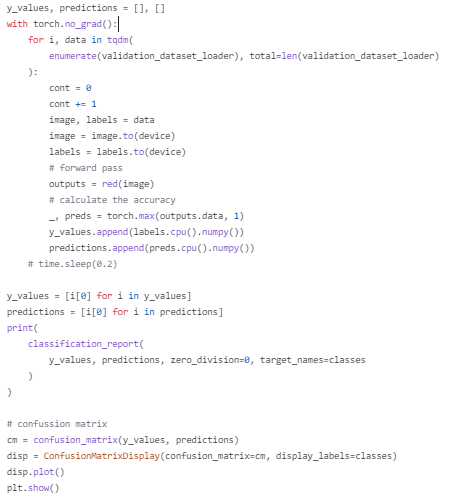 y_values, predictions = [], []
with torch.no_grad():
    for i, data in tqdm(
        enumerate(validation_dataset_loader), total=len(validation_dataset_loader)
    ):
        cont = 0
        cont += 1
        image, labels = data
        image = image.to(device)
        labels = labels.to(device)
        # forward pass
        outputs = red(image)
        # calculate the accuracy
        _, preds = torch.max(outputs.data, 1)
        y_values.append(labels.cpu().numpy())
        predictions.append(preds.cpu().numpy())
    # time.sleep(0.2)

y_values = [i[0] for i in y_values]
predictions = [i[0] for i in predictions]
print(
    classification_report(
        y_values, predictions, zero_division=0, target_names=classes
    )
)

# confussion matrix
cm = confusion_matrix(y_values, predictions)
disp = ConfusionMatrixDisplay(confusion_matrix=cm, display_labels=classes)
disp.plot()
plt.show()